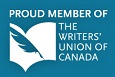 PROUD MEMBER OF
THE
WRITERS'
UNION OF
CANADA